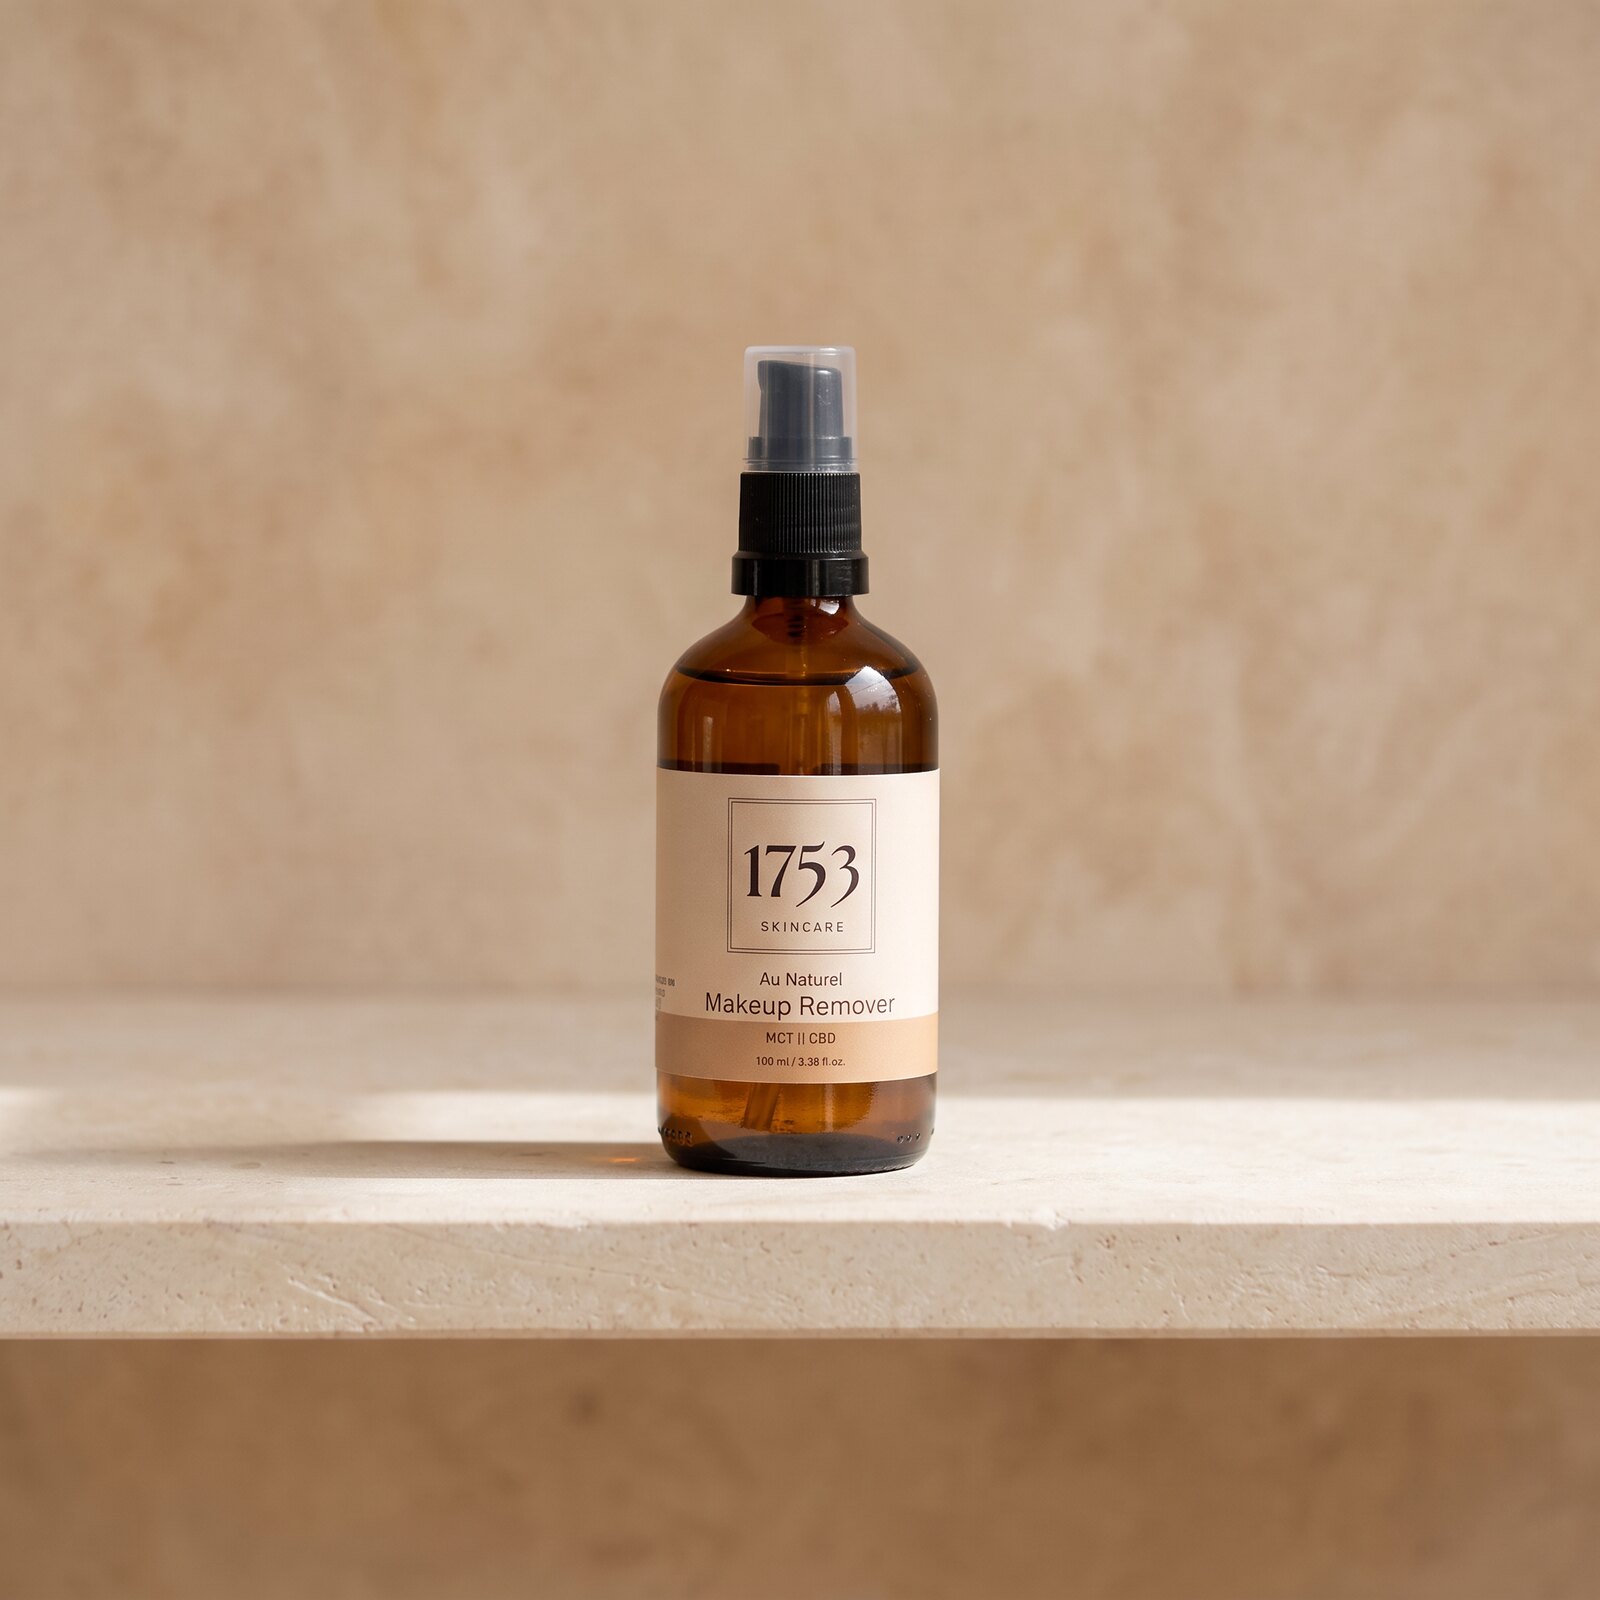 1753
SKINCARE
Au Naturel
Makeup Remover
MCT || CBD
100 ml / 3.38 fl.oz.